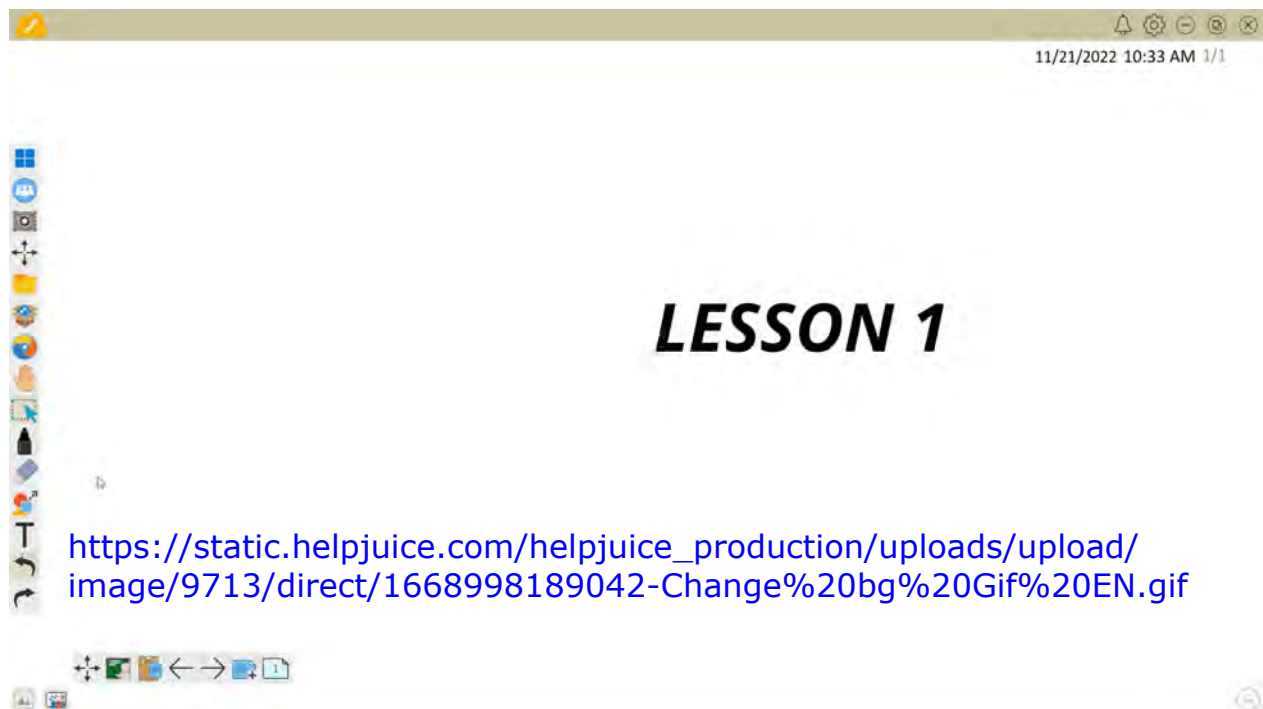 11/21/2022 10:33 AM 1/1
LESSON 1
T
https://static.helpjuice.com/helpjuice_production/uploads/upload/
image/9713/direct/1668998189042-Change%20bg%20Gif%20EN.gif
1